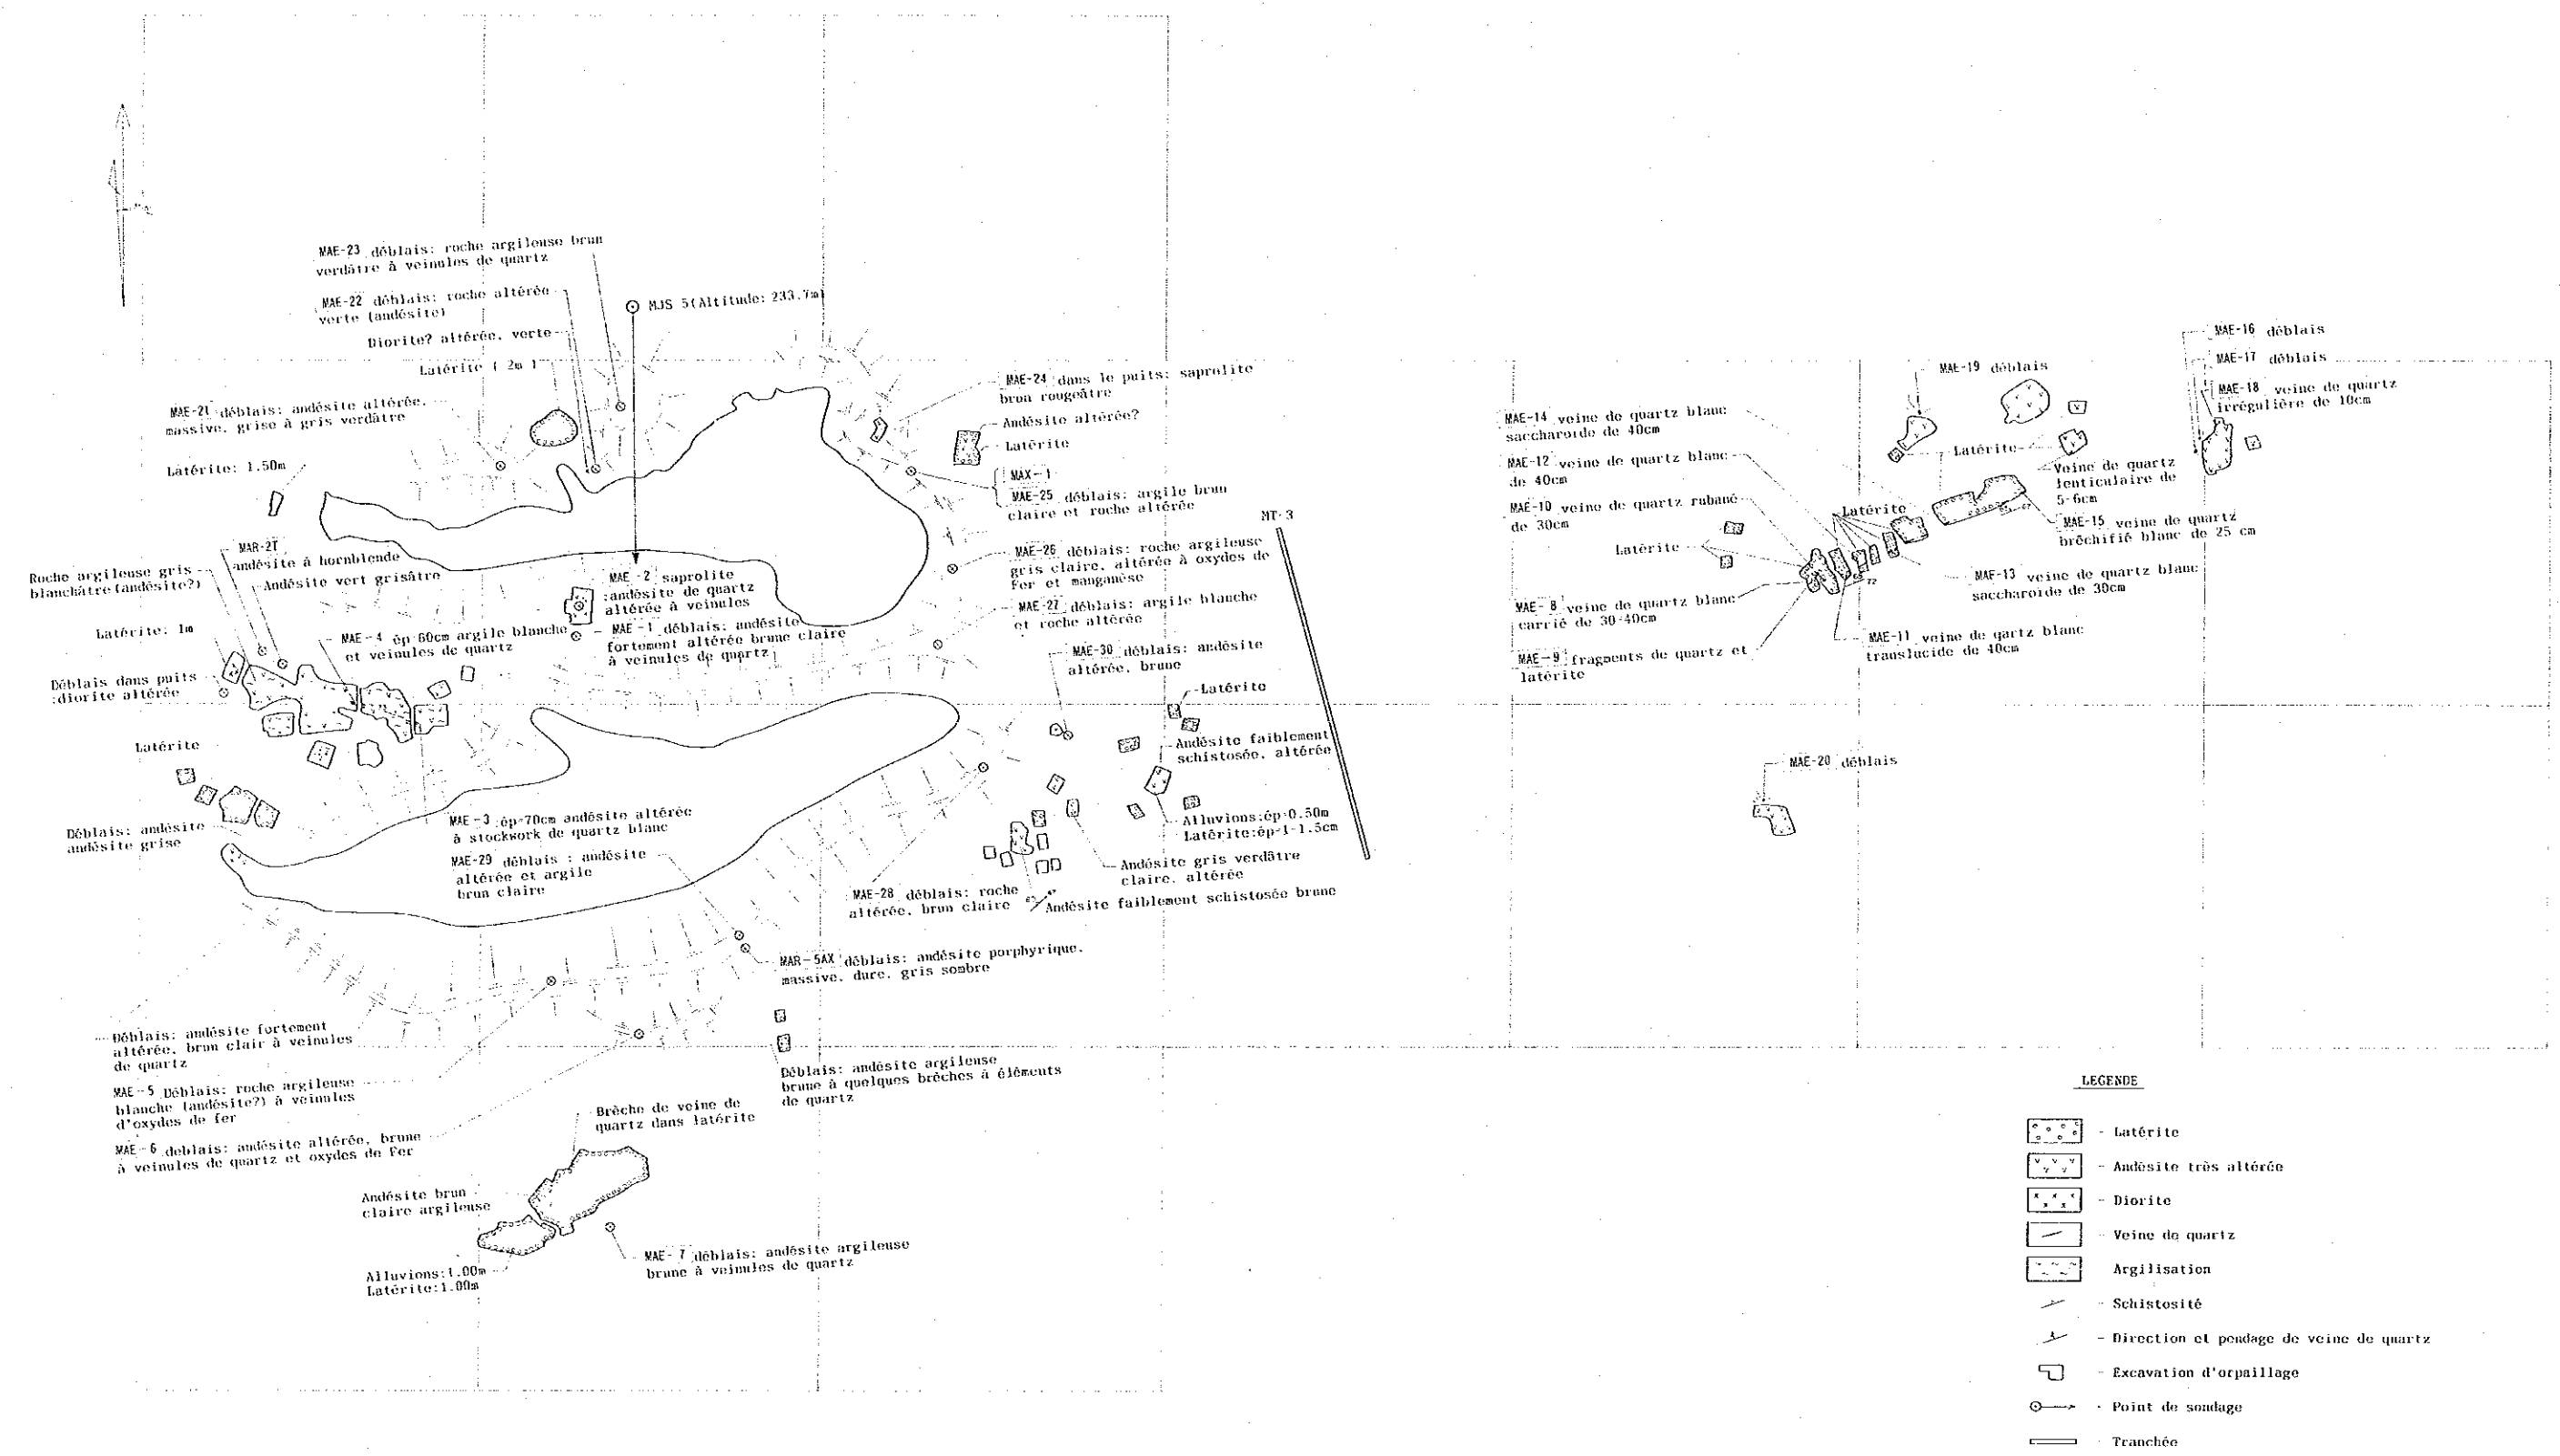 MAE-23 déblais: roche argileuse brun
verdâtre à veinules de quartz
MAE-22 déblais: roche altérée
verte (andésite)
Diorite? altérée, verte
Latérite ( 2m )
MJS 5(Altitude: 233.7m)
MAE-21 déblais: andésite altérée,
massive, grise à gris verdâtre
Latérite: 1.50m
MAE-24 dans le puits: saprolite
brun rougeâtre
Andésite altérée?
Latérite
MAX-1
MAE-25 déblais: argile brun
claire et roche altérée
MT-3
MAE-26 déblais: roche argileuse
gris claire, altérée à oxydes de
Fer et manganèse
MAE-27 déblais: argile blanche
et roche altérée
MAE-30 déblais: andésite
altérée, brune
Latérite
Andésite faiblement
schistosée, altérée
Alluvions:ép:0.50m
Latérite:ép-1-1.5cm
Andésite gris verdâtre
claire, altérée
Andésite faiblement schistosée brune
MAE-28 déblais: roche
altérée, brun claire
MAR-27
andésite à hornblende
Roche argileuse gris
blanchâtre(andésite?)
Andésite vert grisâtre
Latérite: 1m
Déblais dans puits
:diorite altérée
Latérite
Déblais: andésite
andésite grise
MAE-4 ép 60cm argile blanche
et veinules de quartz
MAE-2 saprolite
:andésite de quartz
altérée à veinules
MAE-1 déblais: andésite
fortement altérée brune claire
à veinules de quartz
MAE-3 ép-70cm andésite altérée
à stockwork de quartz blanc
MAE-29 déblais : andésite
altérée et argile
brun claire
MAR-5AX déblais: andésite porphyrique,
massive, dure, gris sombre
Déblais: andésite fortement
altérée, brun clair à veinules
de quartz
MAE-5 Déblais: roche argileuse
blanche (andésite?) à veinules
d'oxydes de fer
MAE-6 deblais: andésite altérée, brune
à veinules de quartz et oxydes de Fer
Déblais: andésite argileuse
brune à quelques brèches à éléments
de quartz
Brèche de veine de
quartz dans latérite
Andésite brun
claire argileuse
Alluvions:1.00m
Latérite:1.00m
MAE-7 déblais: andésite argileuse
brune à veinules de quartz
MAE-14 veine de quartz blanc
saccharoïde de 40cm
MAE-12 veine de quartz blanc
de 40cm
MAE-10 veine de quartz rubané
de 30cm
Latérite
MAE-8 veine de quartz blanc
carrié de 30-40cm
MAE-9 fragments de quartz et
latérite
MAE-19 déblais
Latérite
Latérite
MAE-16 déblais
MAE-17 déblais
MAE-18 veine de quartz
irrégulière de 10cm
Veine de quartz
lenticulaire de
5-6cm
MAE-15 veine de quartz
bréchifié blanc de 25 cm
MAE-13 veine de quartz blanc
saccharoïde de 30cm
MAE-11 veine de qartz blanc
translucide de 40cm
MAE-20 déblais
LEGENDE
- Latérite
- Andésite très altérée
- Diorite
- Veine de quartz
Argilisation
- Schistosité
- Direction et pendage de veine de quartz
- Excavation d'orpaillage
- Point de sondage
- Tranchée